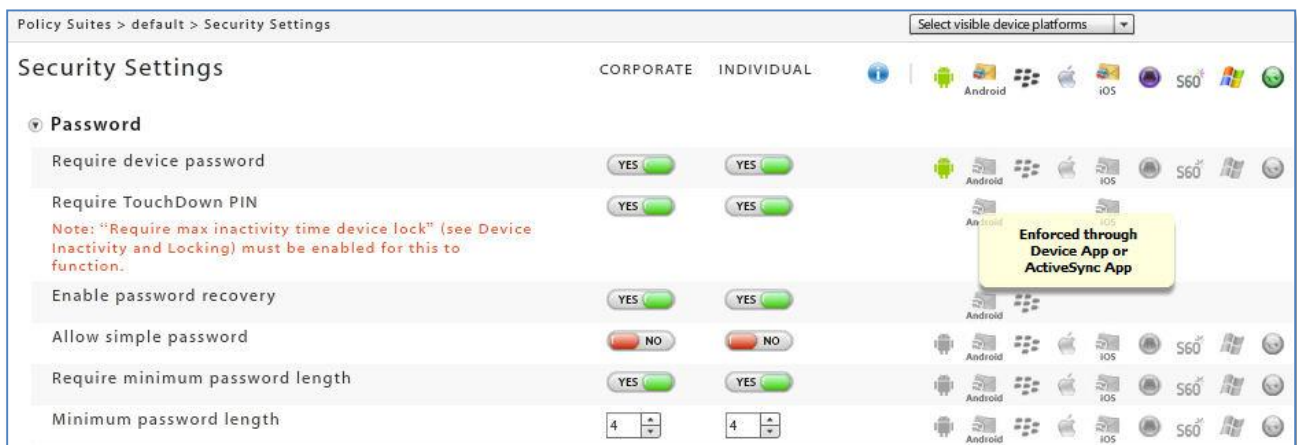 Policy Suites > default > Security Settings
Select visible device platforms
Security Settings
CORPORATE INDIVIDUAL
Android iOS S60
Password
Require device password
YES YES
Android iOS S60
Require TouchDown PIN
YES YES
Note: “Require max inactivity time device lock” (see Device
Inactivity and Locking) must be enabled for this to
function.
Enforced through
Device App or
ActiveSync App
Enable password recovery
YES YES
Android
Allow simple password
NO NO
Android iOS S60
Require minimum password length
YES YES
Android iOS S60
Minimum password length
4 4
Android iOS S60